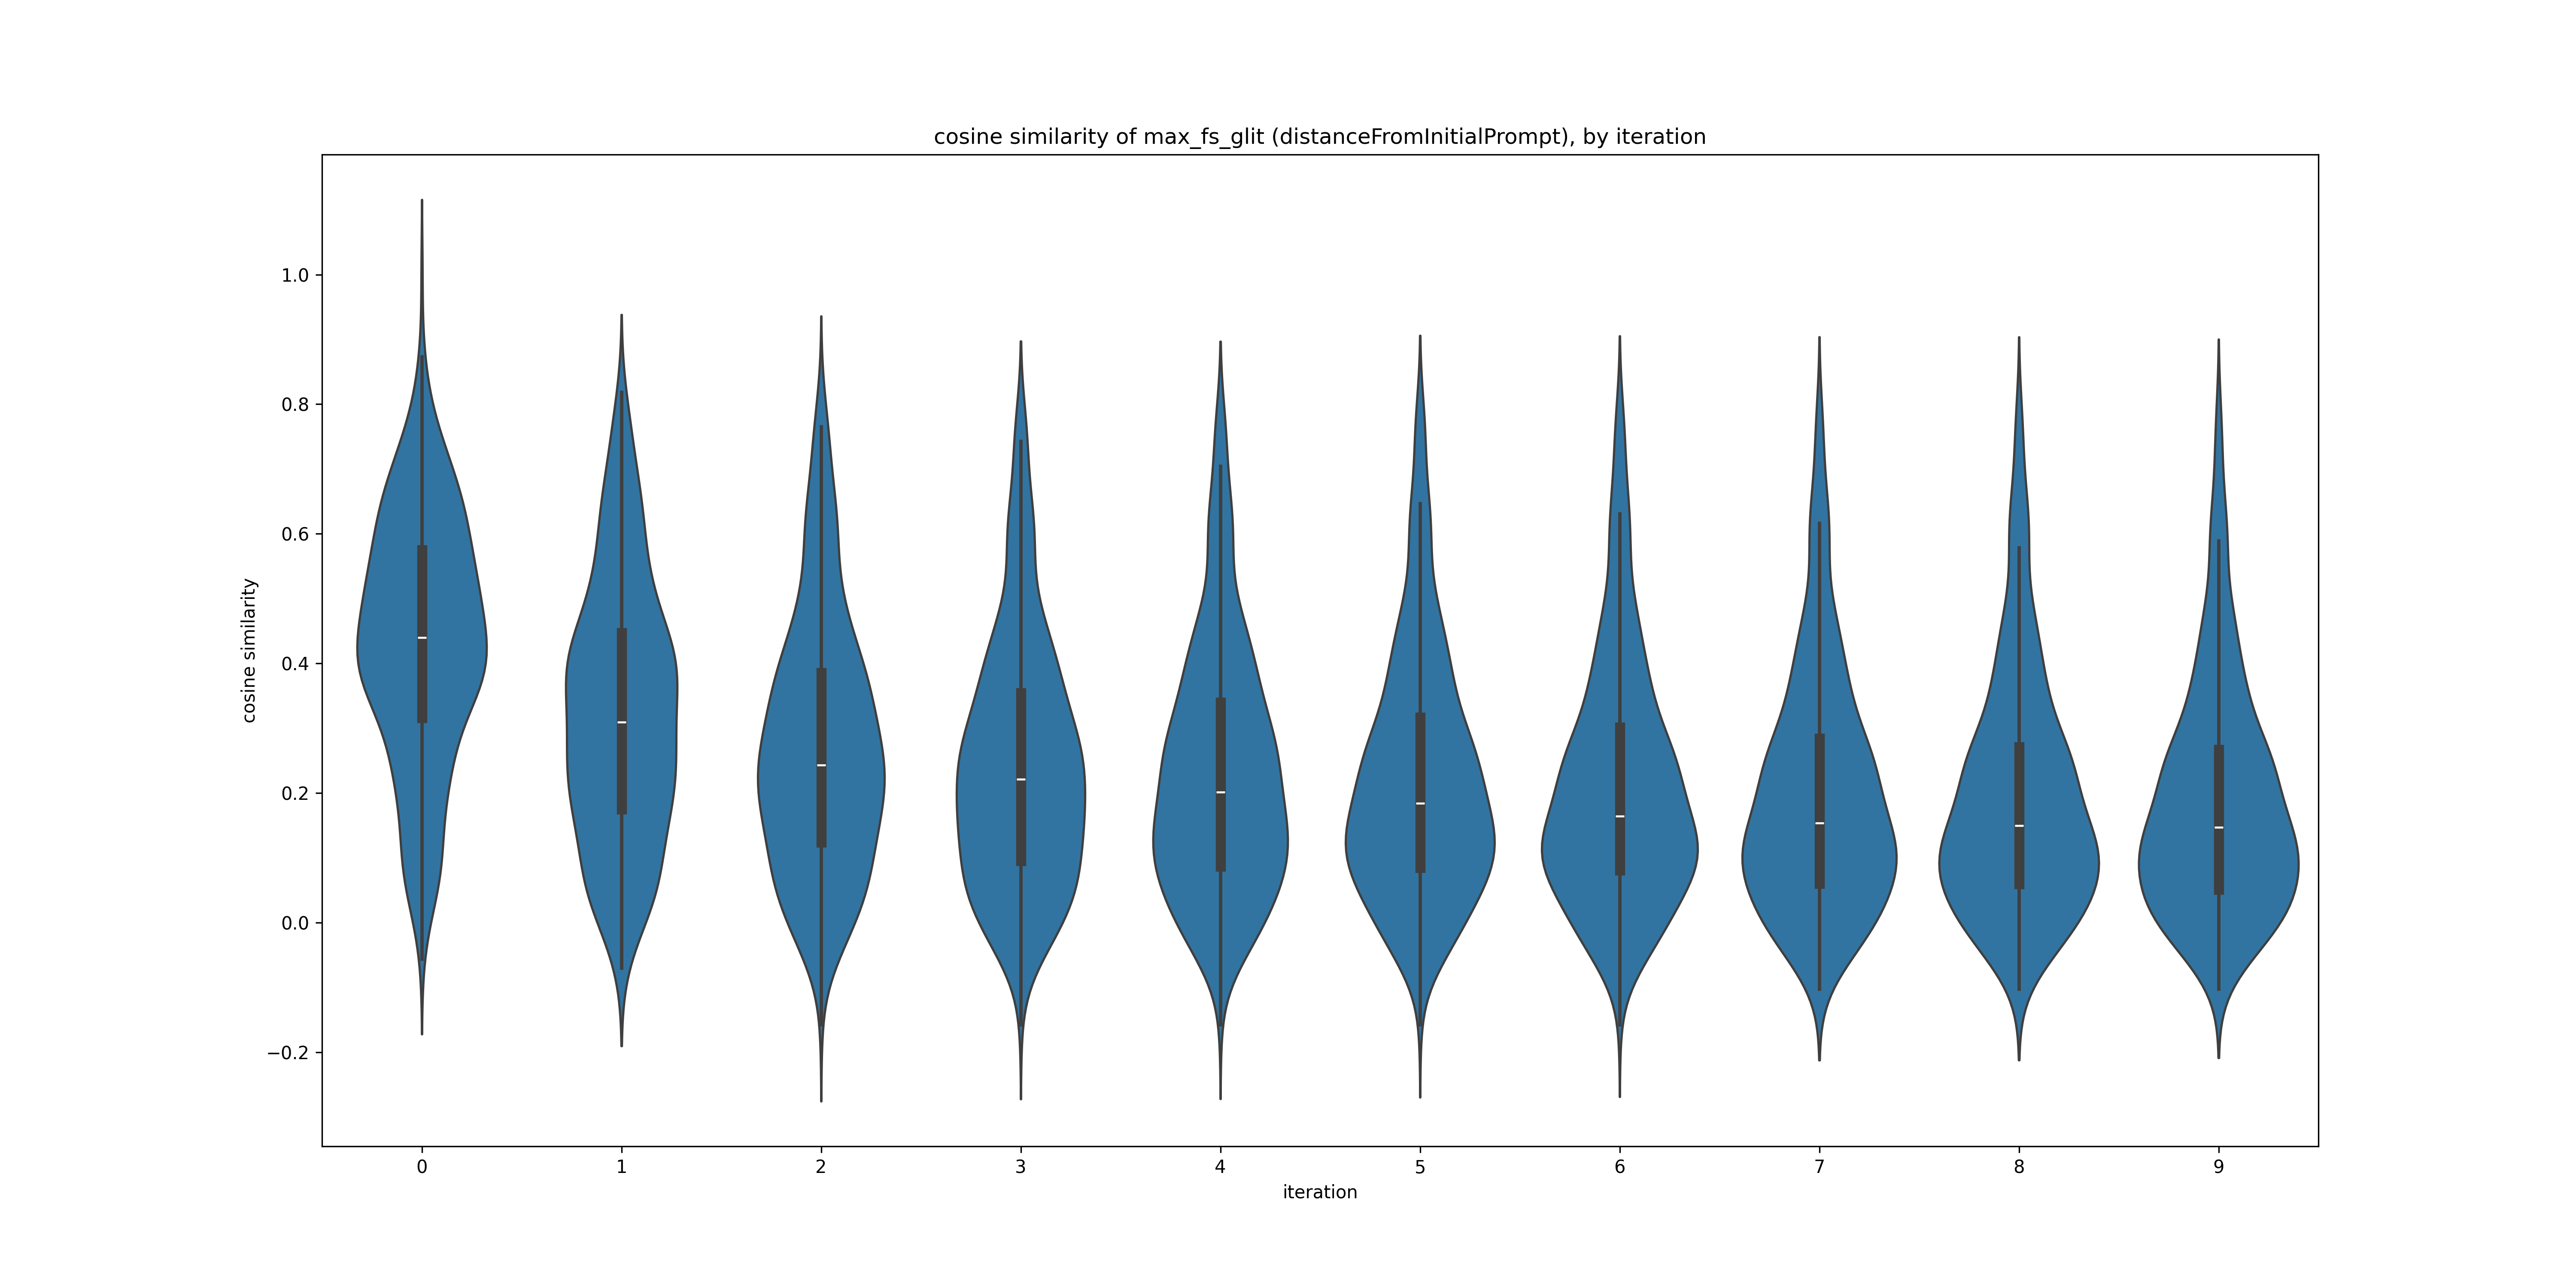 cosine similarity of max_fs_glit (distanceFromInitialPrompt), by iteration
cosine similarity
1.0
0.8
0.6
0.4
0.2
0.0
−0.2
0 1 2 3 4 5 6 7 8 9
iteration